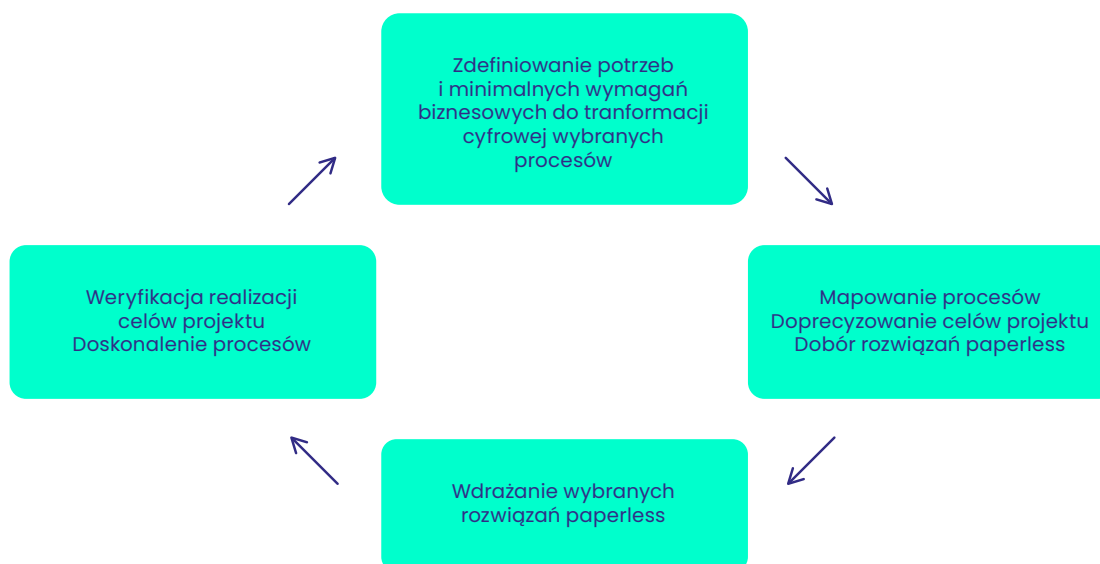 Zdefiniowanie potrzeb
i minimalnych wymagań
biznesowych do tranformacji
cyfrowej wybranych
procesów
Weryfikacja realizacji
celów projektu
Doskonalenie procesów
Mapowanie procesów
Doprecyzowanie celów projektu
Dobór rozwiązań paperless
Wdrażanie wybranych
rozwiązań paperless